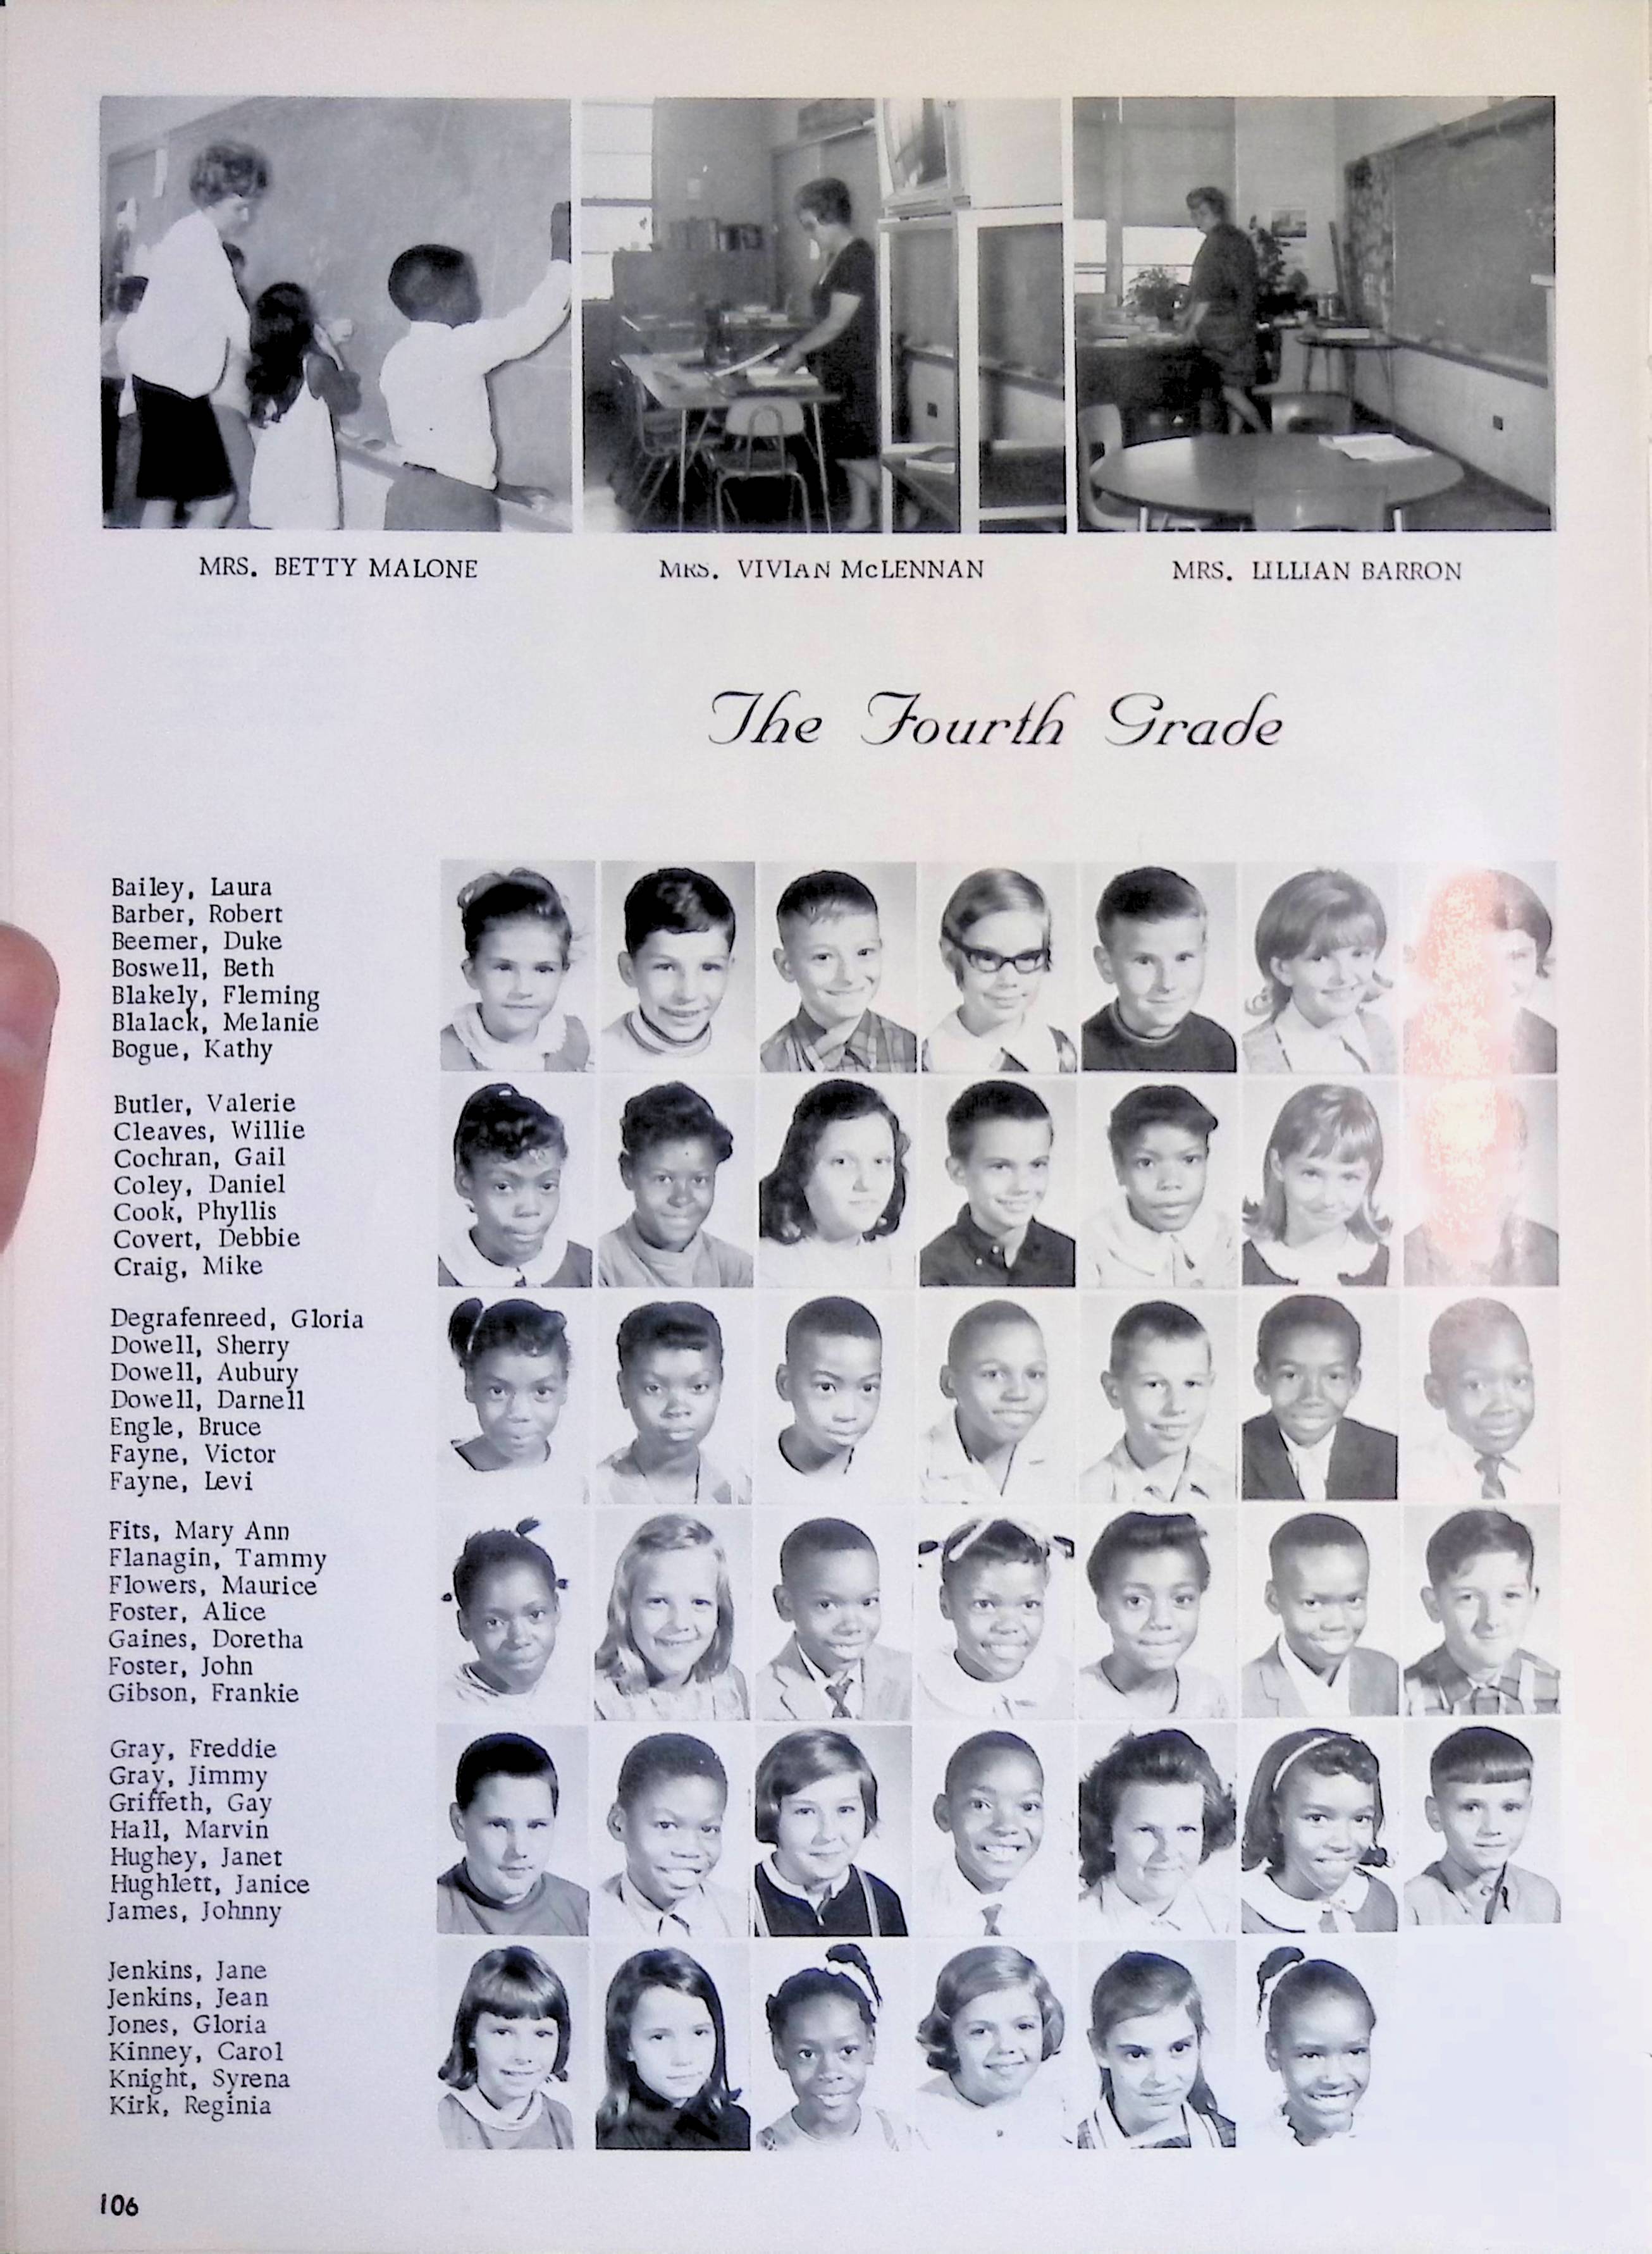 MRS. BETTY MALONE
MRS. VIVIAN McLENNAN
MRS. LILLIAN BARRON
The Fourth Grade
Bailey, Laura
Barber, Robert
Beemer, Duke
Boswell, Beth
Blakely, Fleming
Blalack, Melanie
Bogue, Kathy
Butler, Valerie
Cleaves, Willie
Cochran, Gail
Coley, Daniel
Cook, Phyllis
Covert, Debbie
Craig, Mike
Degrafenreed, Gloria
Dowell, Sherry
Dowell, Aubury
Dowell, Darnell
Engle, Bruce
Fayne, Victor
Fayne, Levi
Fits, Mary Ann
Flanagin, Tammy
Flowers, Maurice
Foster, Alice
Gaines, Doretha
Foster, John
Gibson, Frankie
Gray, Freddie
Gray, Jimmy
Griffeth, Gay
Hall, Marvin
Hughey, Janet
Hughlett, Janice
James, Johnny
Jenkins, Jane
Jenkins, Jean
Jones, Gloria
Kinney, Carol
Knight, Syrena
Kirk, Reginia
106